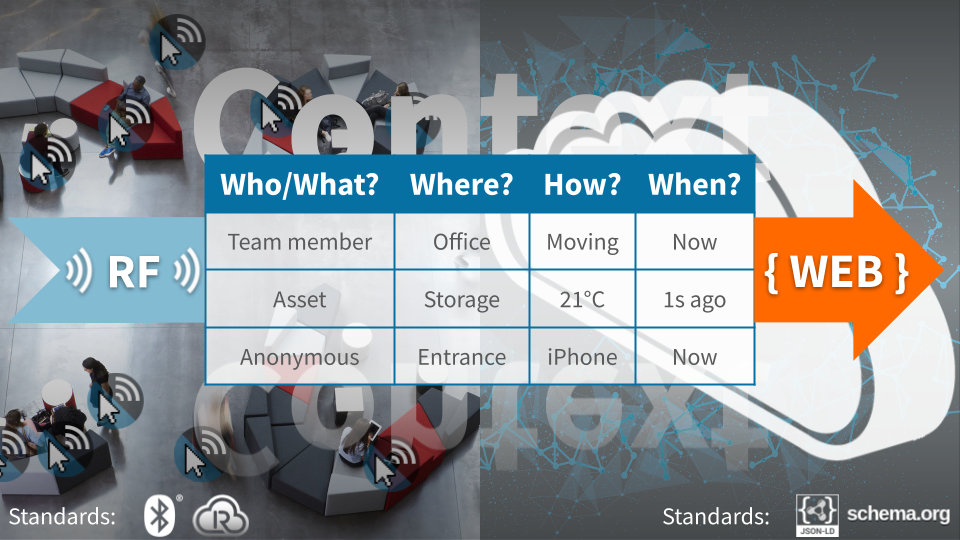 Context
Who/What? Where? How? When?
Team member Office Moving Now
RF
{ WEB }
Asset Storage 21°C 1s ago
Anonymous Entrance iPhone Now
Context
Standards: ® R
Standards: {} JSON-LD schema.org